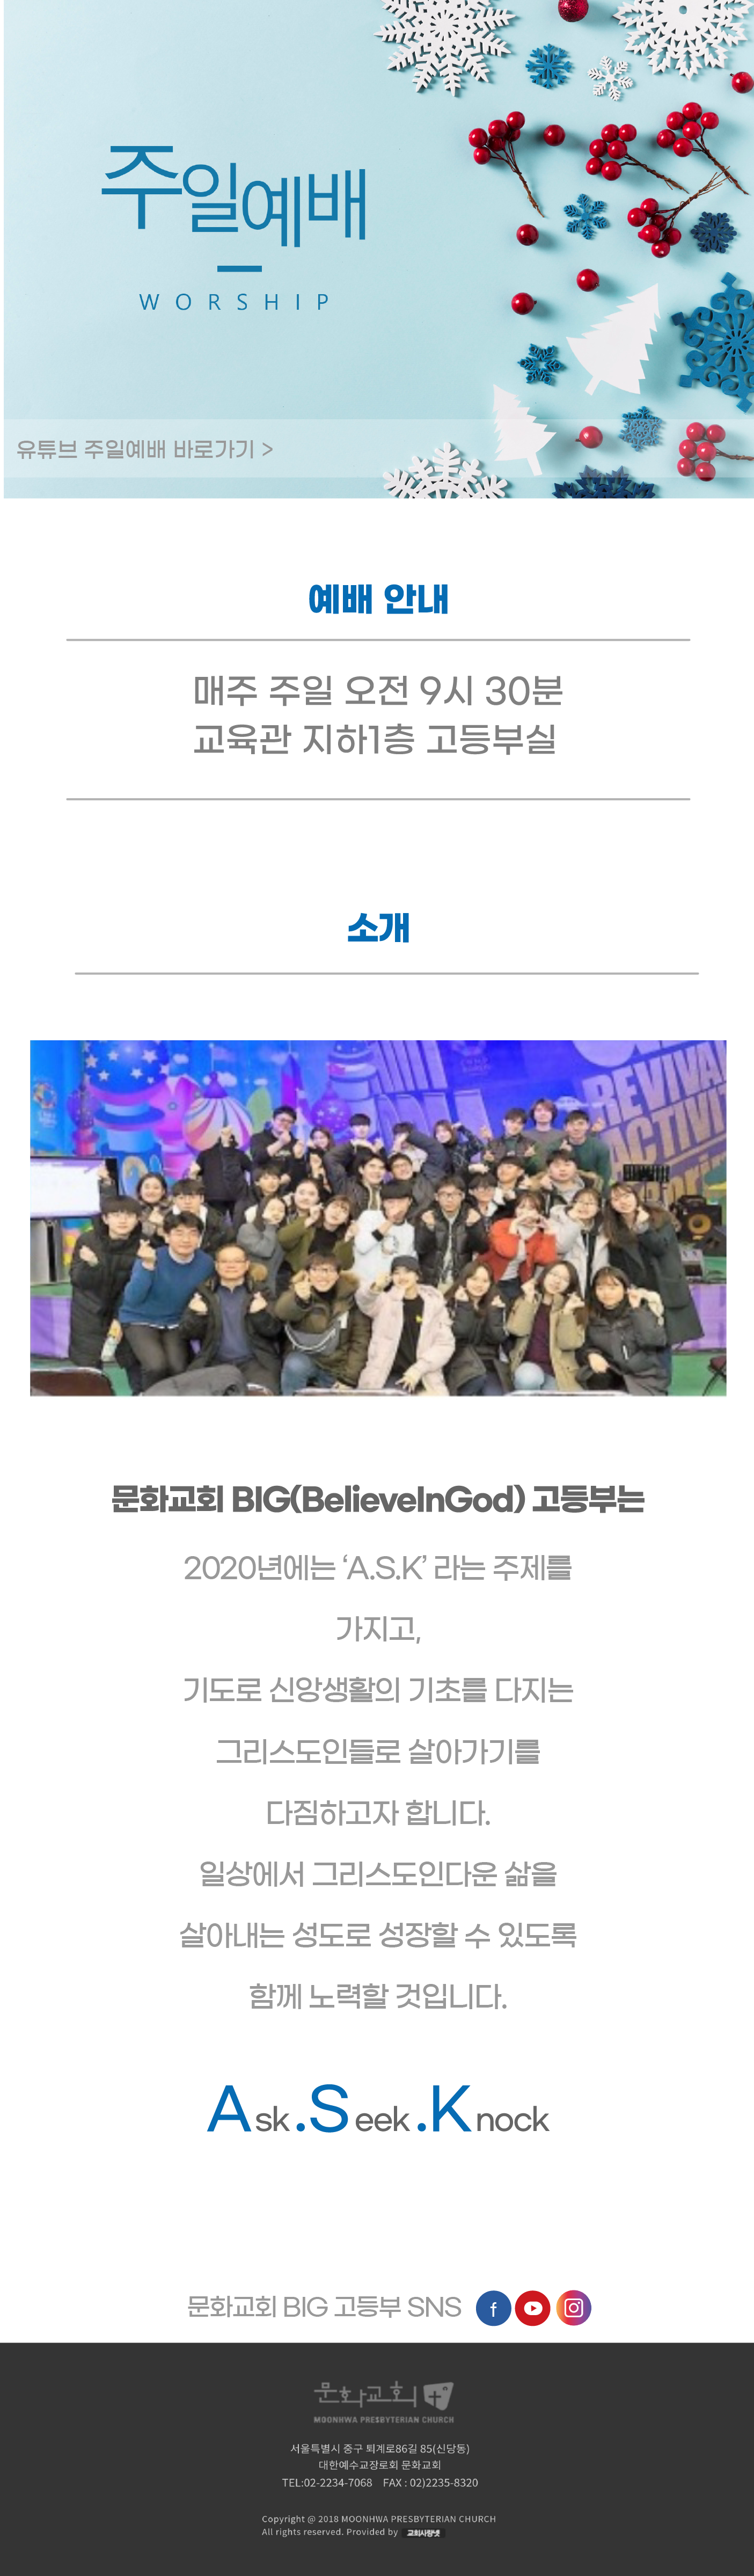 주일예배
WORSHIP
유튜브 주일예배 바로가기 >
예배 안내
매주 주일 오전 9시 30분
교육관 지하1층 고등부실
소개
REVIVAL
문화교회 BIG(BelieveInGod) 고등부는
2020년에는 ‘A.S.K’ 라는 주제를
가지고,
기도로 신앙생활의 기초를 다지는
그리스도인들로 살아가기를
다짐하고자 합니다.
일상에서 그리스도인다운 삶을
살아내는 성도로 성장할 수 있도록
함께 노력할 것입니다.
Ask.Seek.Knock
문화교회 BIG 고등부 SNS
문화교회
MOONHWA PRESBYTERIAN CHURCH
서울특별시 중구 퇴계로86길 85(신당동)
대한예수교장로회 문화교회
TEL:02-2234-7068 FAX : 02)2235-8320
Copyright @ 2018 MOONHWA PRESBYTERIAN CHURCH
All rights reserved. Provided by 교회사랑넷